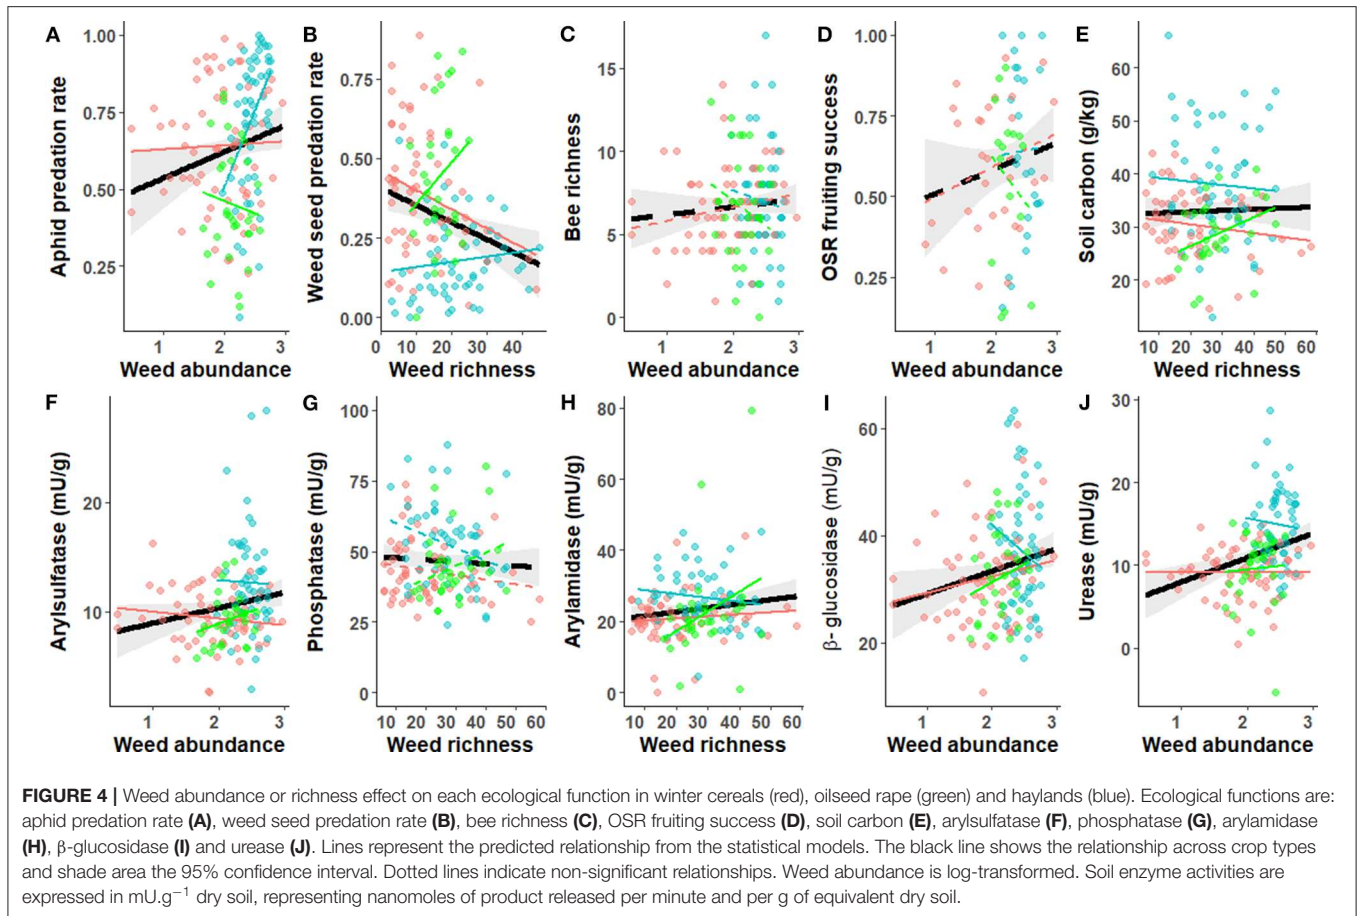 A
B
C
D
E
1.00
0.75
0.50
0.25
1 2 3
Aphid predation rate
Weed abundance
0.75
0.50
0.25
0.00
0 10 20 30 40
Weed seed predation rate
Weed richness
15
10
5
0
1 2 3
Bee richness
Weed abundance
1.00
0.75
0.50
0.25
1 2 3
OSR fruiting success
Weed abundance
60
50
40
30
20
10 20 30 40 50 60
Soil carbon (g/kg)
Weed richness
F
G
H
I
J
20
10
1 2 3
Arylsulfatase (mU/g)
Weed abundance
100
75
50
25
0
10 20 30 40 50 60
Phosphatase (mU/g)
Weed richness
80
60
40
20
0
10 20 30 40 50 60
Arylamidase (mU/g)
Weed richness
60
40
20
1 2 3
β- glucosidase (mU/g)
Weed abundance
30
20
10
0
1 2 3
Urease (mU/g)
Weed abundance
FIGURE 4 | Weed abundance or richness effect on each ecological function in winter cereals (red), oilseed rape (green) and haylands (blue). Ecological functions are:
aphid predation rate (A), weed seed predation rate (B), bee richness (C), OSR fruiting success (D), soil carbon (E), arylsulfatase (F), phosphatase (G), arylamidase
(H), β-glucosidase (I) and urease (J). Lines represent the predicted relationship from the statistical models. The black line shows the relationship across crop types
and shade area the 95% confidence interval. Dotted lines indicate non-significant relationships. Weed abundance is log-transformed. Soil enzyme activities are
expressed in mU.g−1 dry soil, representing nanomoles of product released per minute and per g of equivalent dry soil.